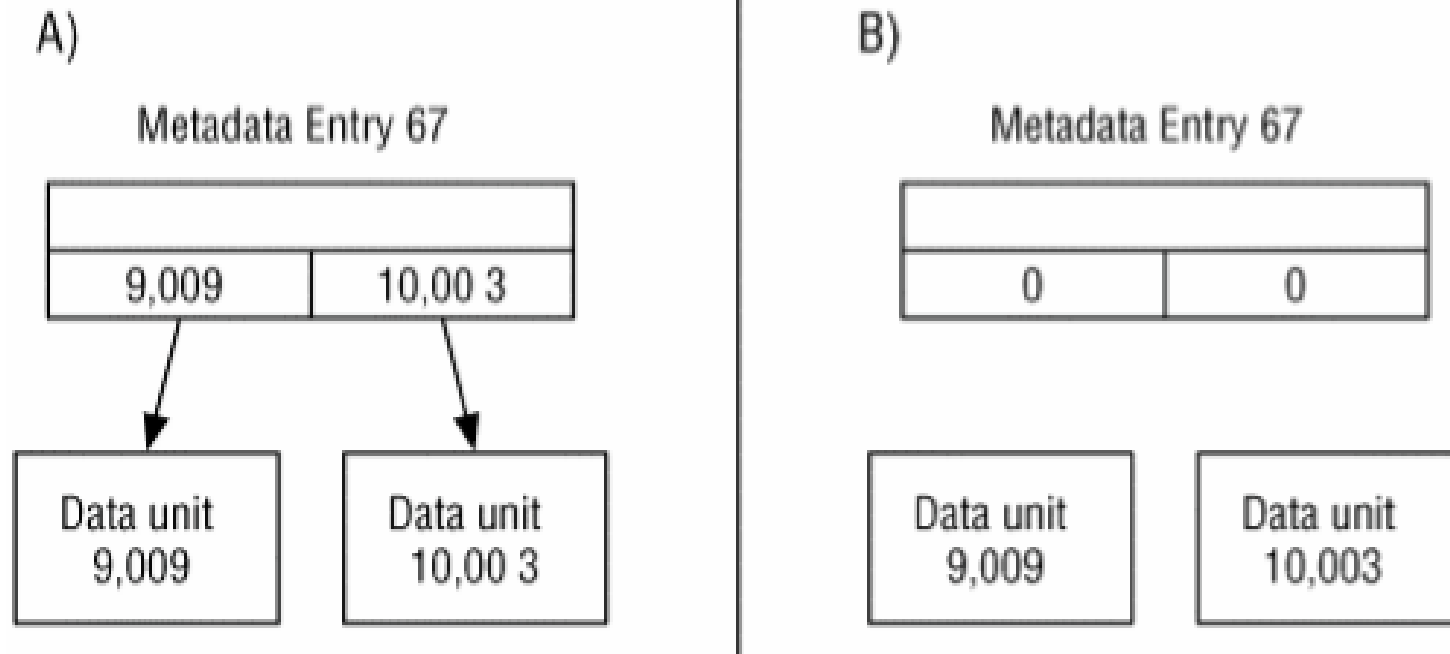 A)
Metadata Entry 67
9,009
10,00 3
Data unit
9,009
Data unit
10,00 3
B)
Metadata Entry 67
0
0
Data unit
9,009
Data unit
10,003